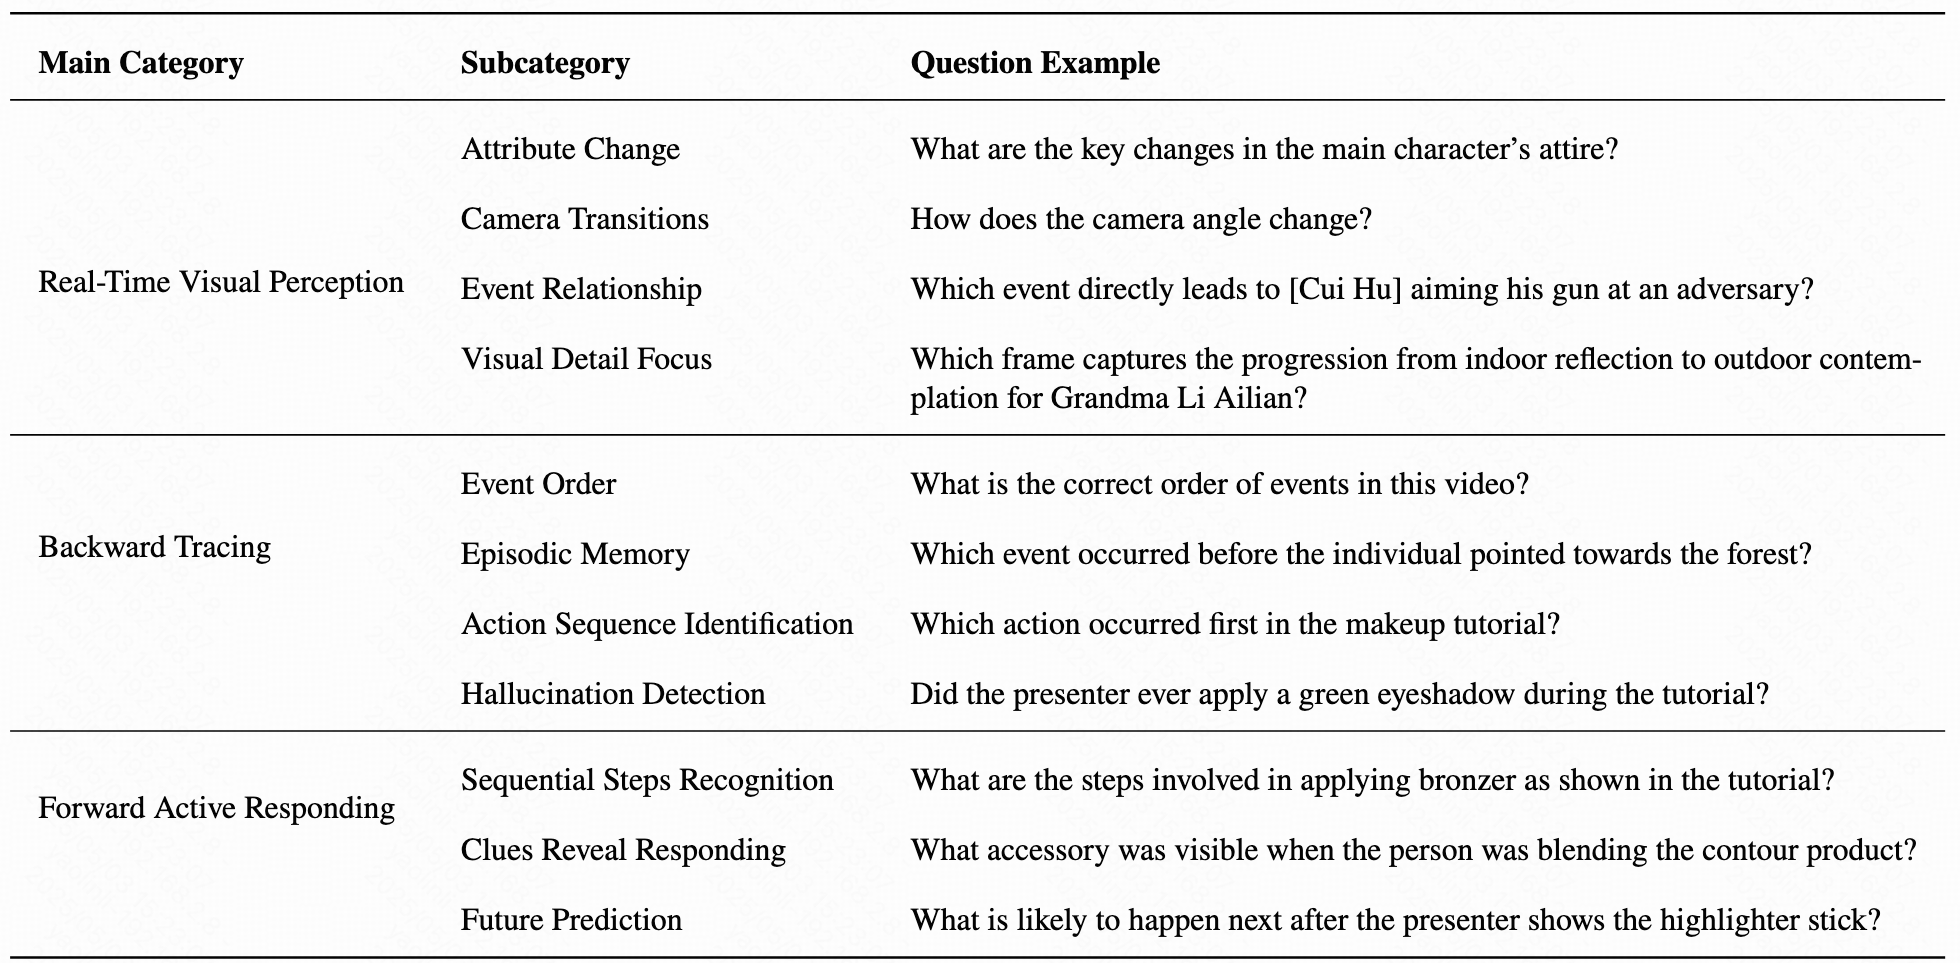 Main Category Subcategory Question Example
Attribute Change What are the key changes in the main character’s attire?
Camera Transitions How does the camera angle change?
Real-Time Visual Perception
Event Relationship Which event directly leads to [Cui Hu] aiming his gun at an adversary?
Visual Detail Focus Which frame captures the progression from indoor reflection to outdoor contem-
plation for Grandma Li Ailian?
Event Order What is the correct order of events in this video?
Backward Tracing
Episodic Memory Which event occurred before the individual pointed towards the forest?
Action Sequence Identification Which action occurred first in the makeup tutorial?
Hallucination Detection Did the presenter ever apply a green eyeshadow during the tutorial?
Sequential Steps Recognition What are the steps involved in applying bronzer as shown in the tutorial?
Forward Active Responding
Clues Reveal Responding What accessory was visible when the person was blending the contour product?
Future Prediction What is likely to happen next after the presenter shows the highlighter stick?